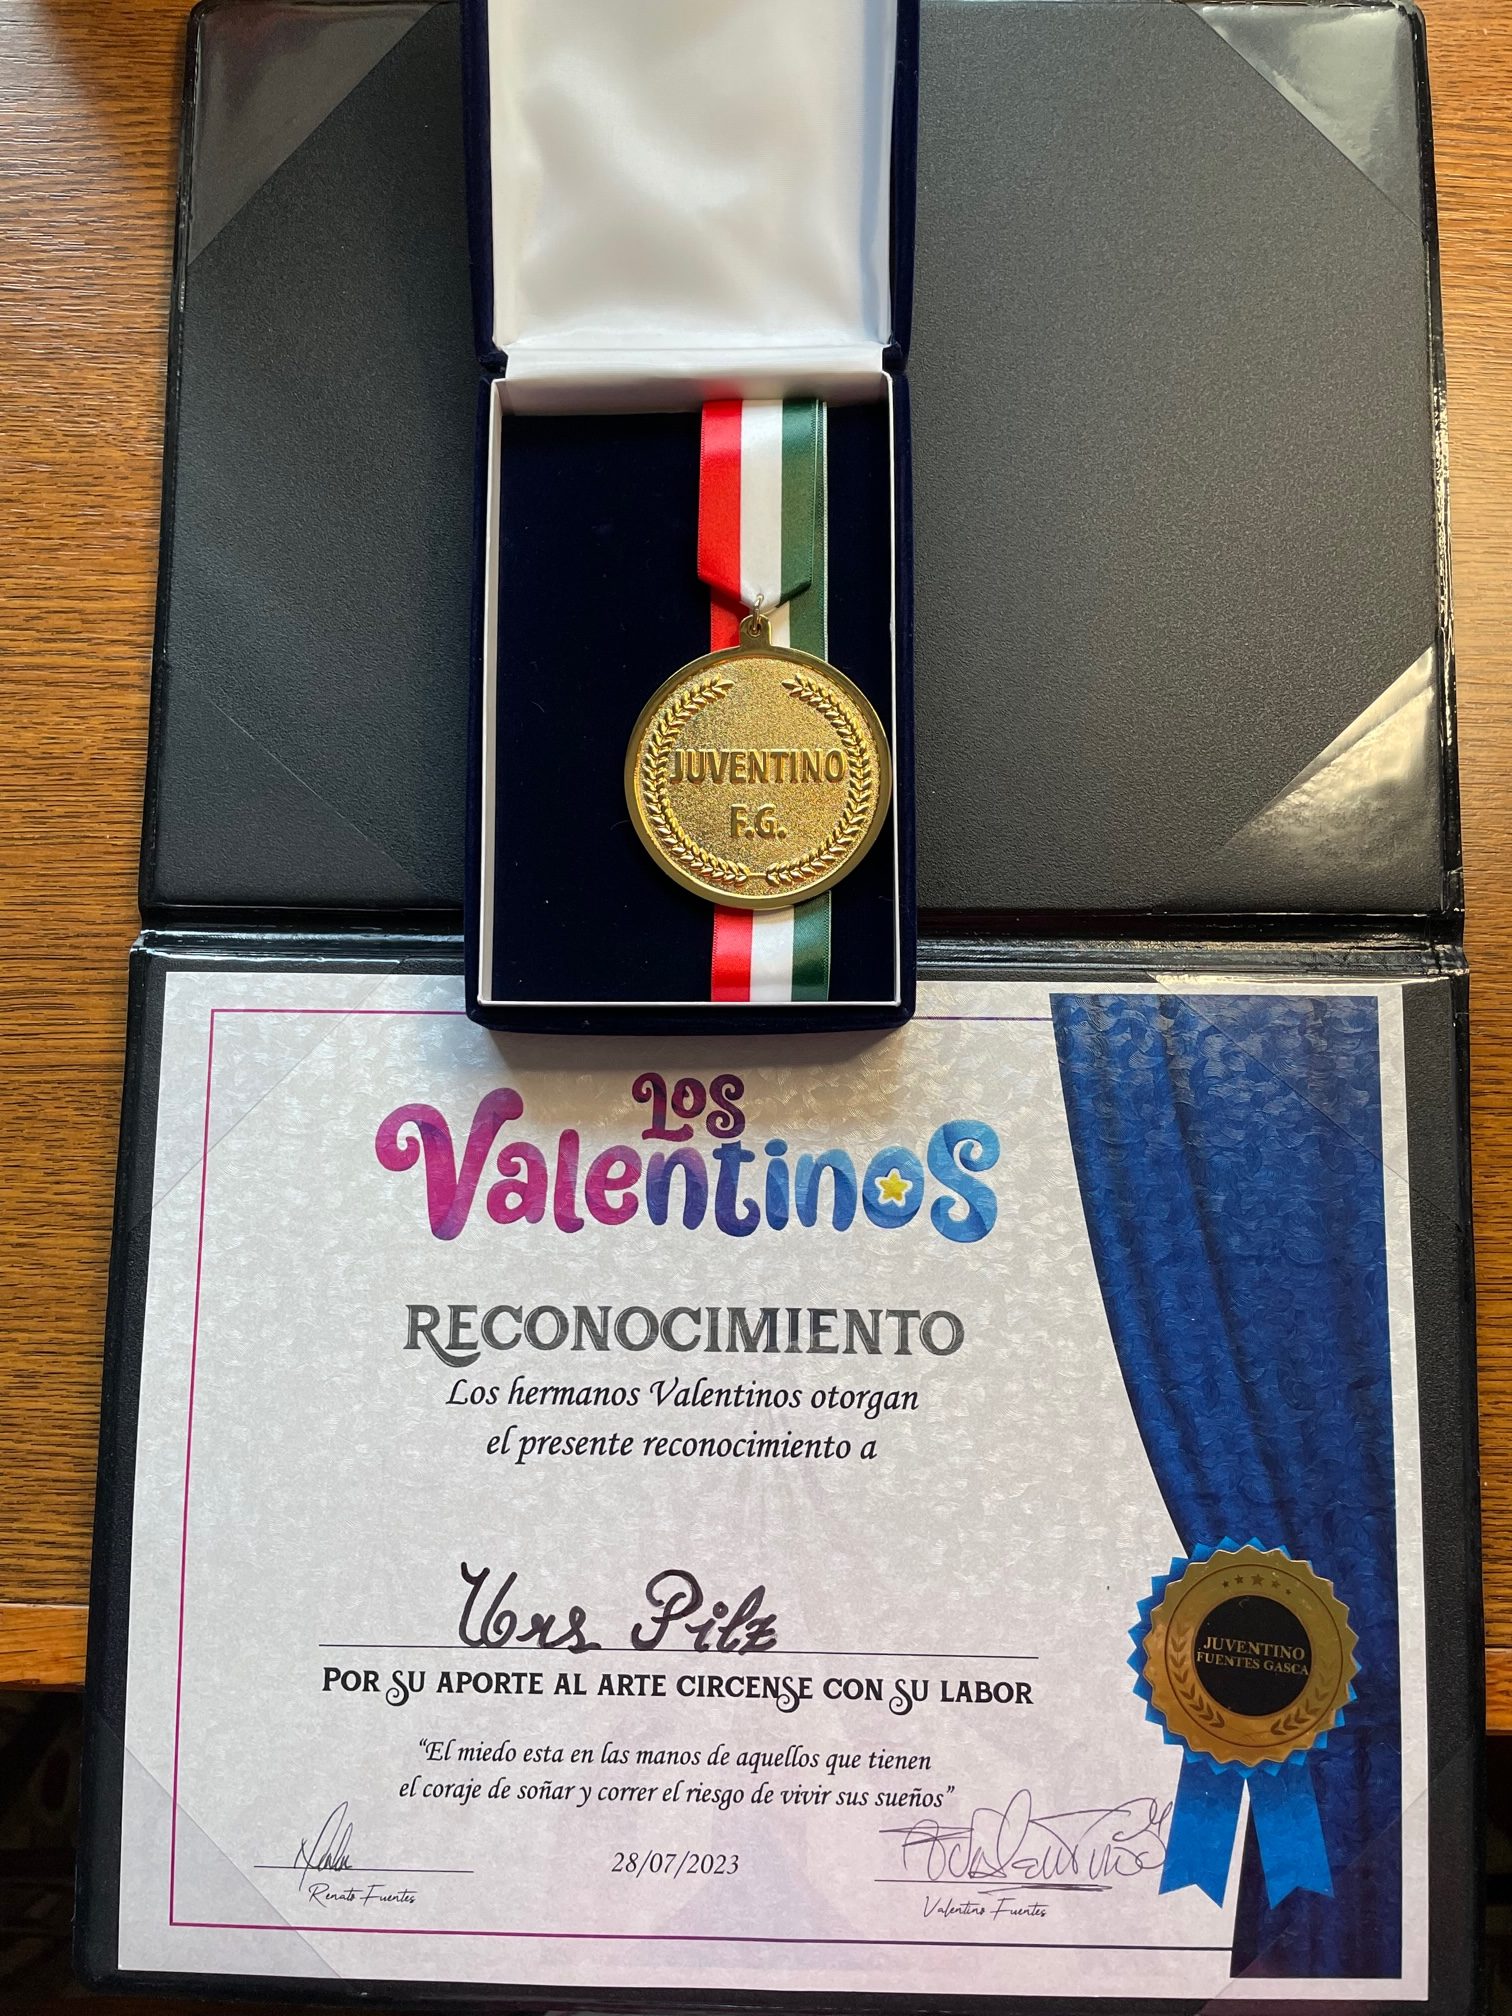 JUVENTINO
F.G.
LOS
Valentinos
RECONOCIMIENTO
Los hermanos Valentinos otorgan
el presente reconocimiento a
Urs Pilz
POR SU APORTE AL ARTE CIRCENSE CON SU LABOR
JUVENTINO
FUENTES GASCA
“El miedo esta en las manos de aquellos que tienen
el coraje de soñar y correr el riesgo de vivir sus sueños”
28/07/2023
Renato Fuentes
Valentino Fuentes